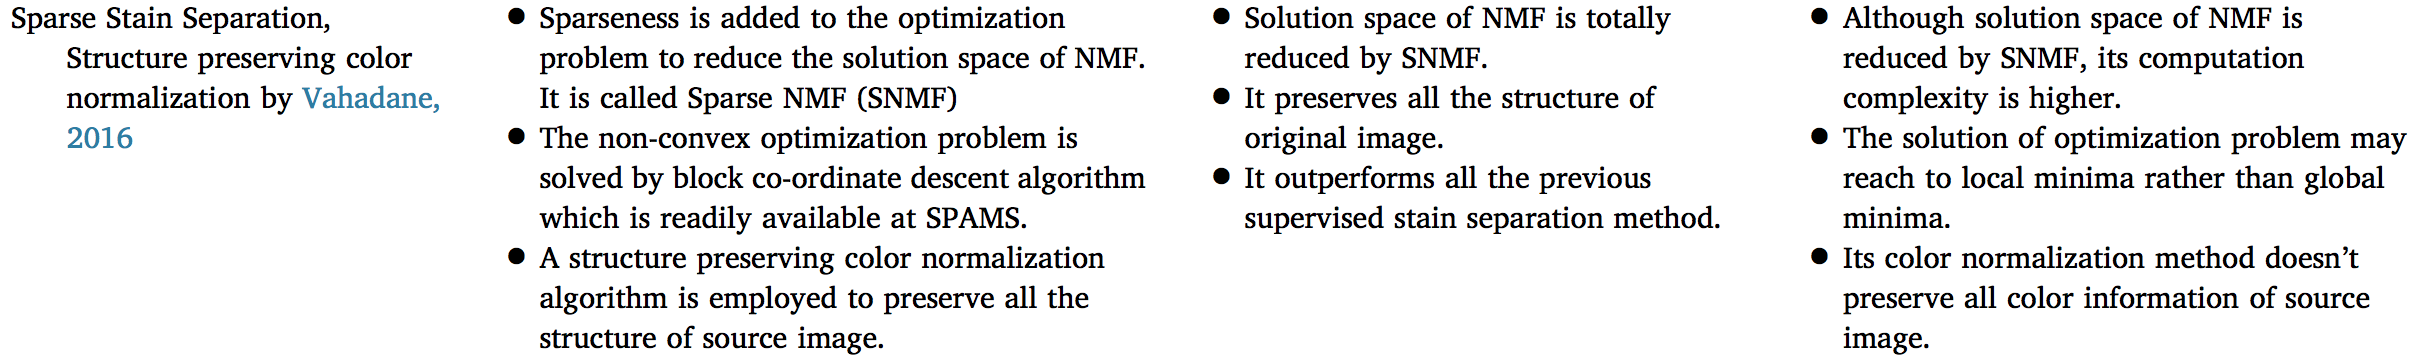 Sparse Stain Separation,
Structure preserving color
normalization by Vahadane,
2016
● Sparseness is added to the optimization
problem to reduce the solution space of NMF.
It is called Sparse NMF (SNMF)
● The non-convex optimization problem is
solved by block co-ordinate descent algorithm
which is readily available at SPAMS.
● A structure preserving color normalization
algorithm is employed to preserve all the
structure of source image.
● Solution space of NMF is totally
reduced by SNMF.
● It preserves all the structure of
original image.
● It outperforms all the previous
supervised stain separation method.
● Although solution space of NMF is
reduced by SNMF, its computation
complexity is higher.
● The solution of optimization problem may
reach to local minima rather than global
minima.
● Its color normalization method doesn’t
preserve all color information of source
image.